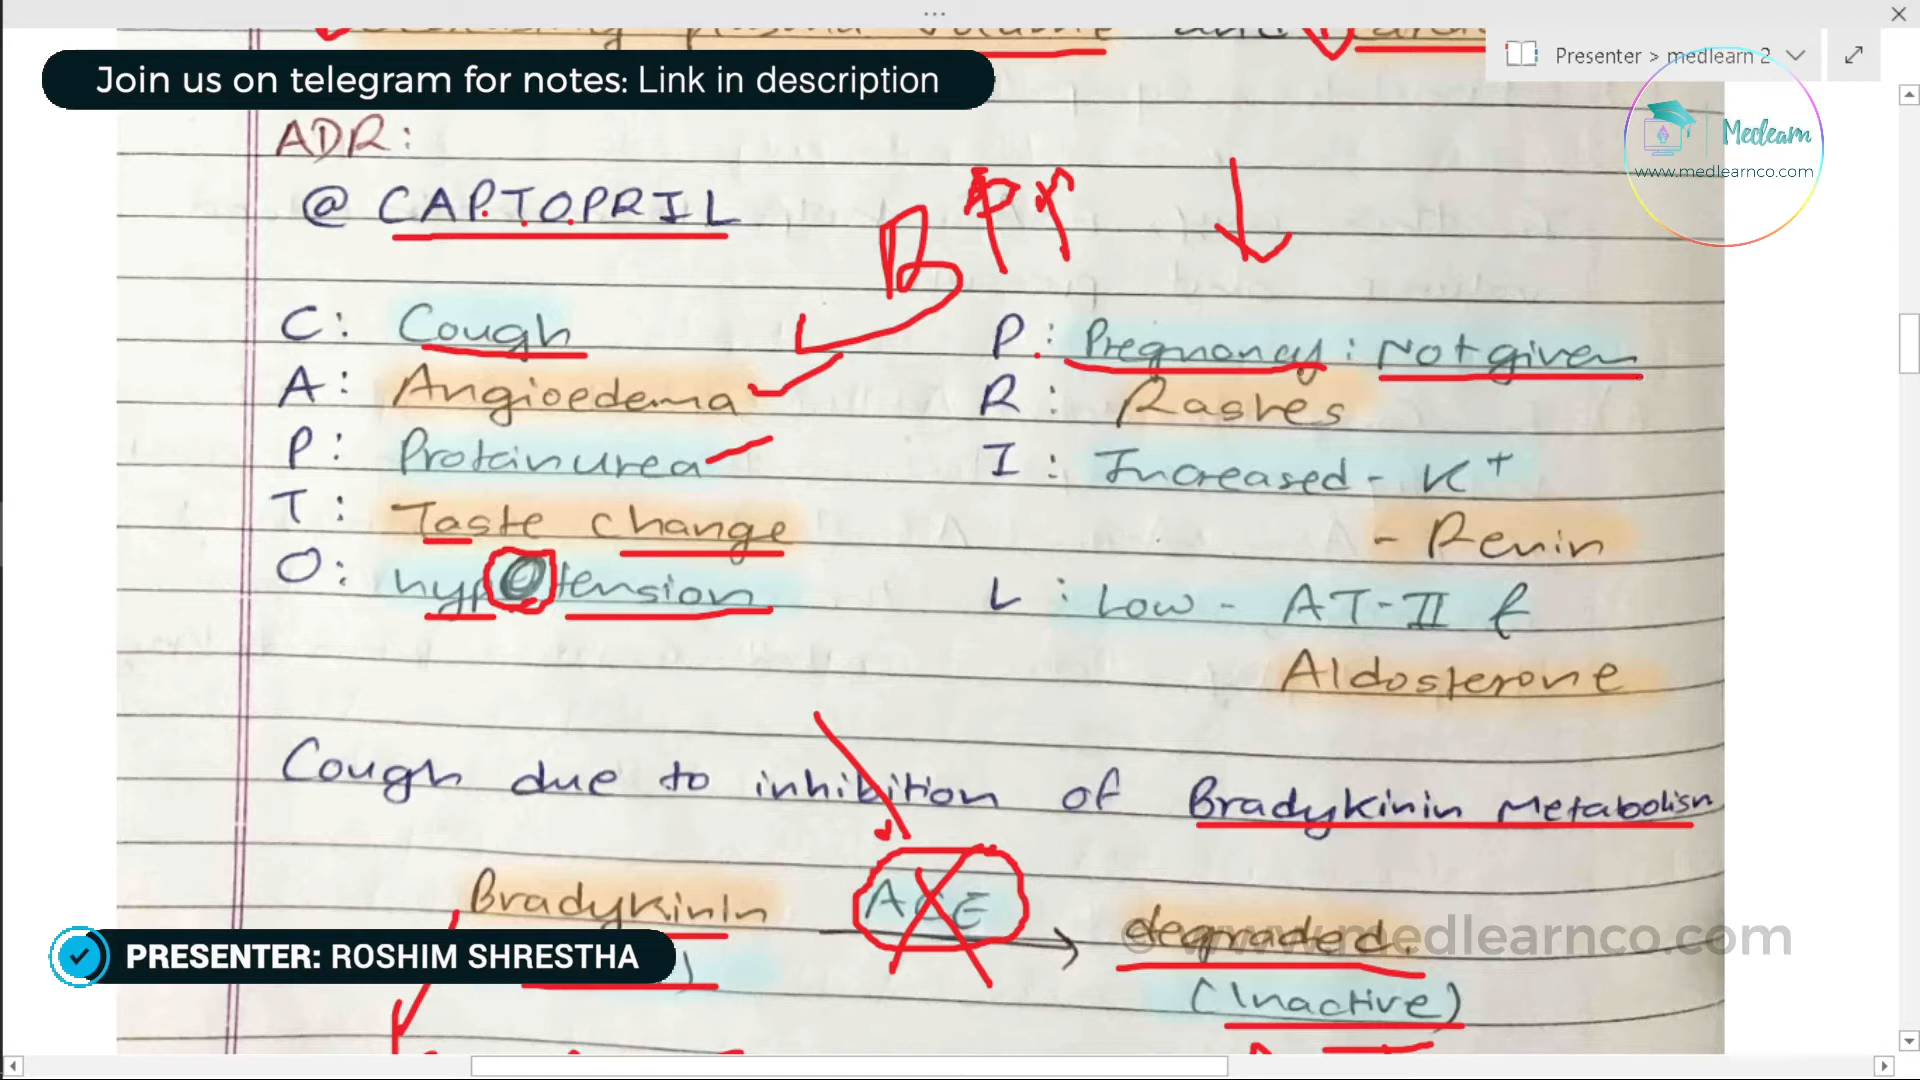 Presenter > medlearn 2
Join us on telegram for notes: Link in description
Medlearn
www.medlearnco.com
ADR:
@ CAPTOPRIL
B
C: Cough
A: Angioedema
P: Proteinurea
T: Taste change
O: hypOtension
P: Pregnancy: Not given
R: Rashes
I: Increased - K+
- Renin
L: Low - AT-II &
Aldosterone
Cough due to inhibition of Bradykinin Metabolism
Bradykinin ACE degraded.
www.medlearnco.com
(Inactive)
PRESENTER: ROSHIM SHRESTHA